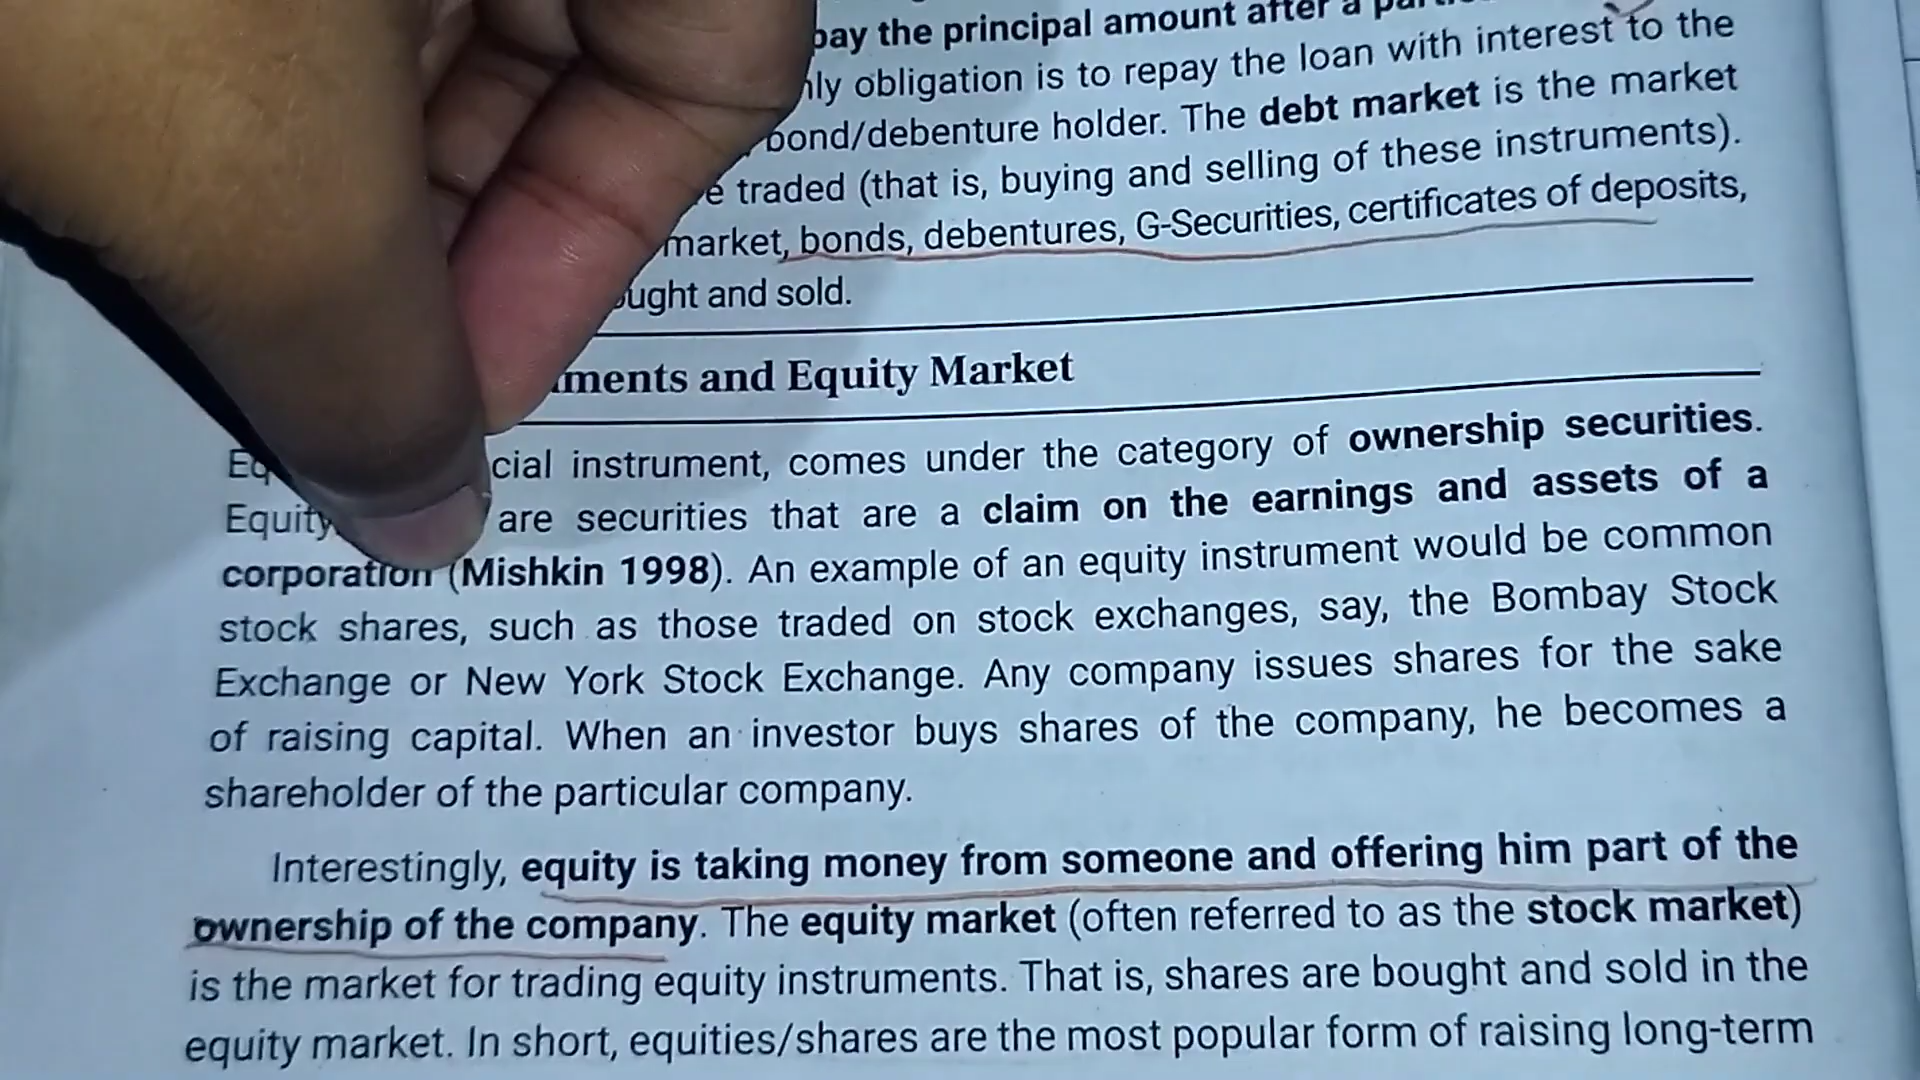 pay the principal amount after a
obligation is to repay the loan with interest to the
bond/debenture holder. The debt market is the market
traded (that is, buying and selling of these instruments).
market, bonds, debentures, G-Securities, certificates of deposits,
and sold.
and Equity Market
instrument, comes under the category of ownership securities.
Equity are securities that are a claim on the earnings and assets of a
corporation (Mishkin 1998). An example of an equity instrument would be common
stock shares, such as those traded on stock exchanges, say, the Bombay Stock
Exchange or New York Stock Exchange. Any company issues shares for the sake
of raising capital. When an investor buys shares of the company, he becomes a
shareholder of the particular company.
Interestingly, equity is taking money from someone and offering him part of the
ownership of the company. The equity market (often referred to as the stock market)
is the market for trading equity instruments. That is, shares are bought and sold in the
equity market. In short, equities/shares are the most popular form of raising long-term